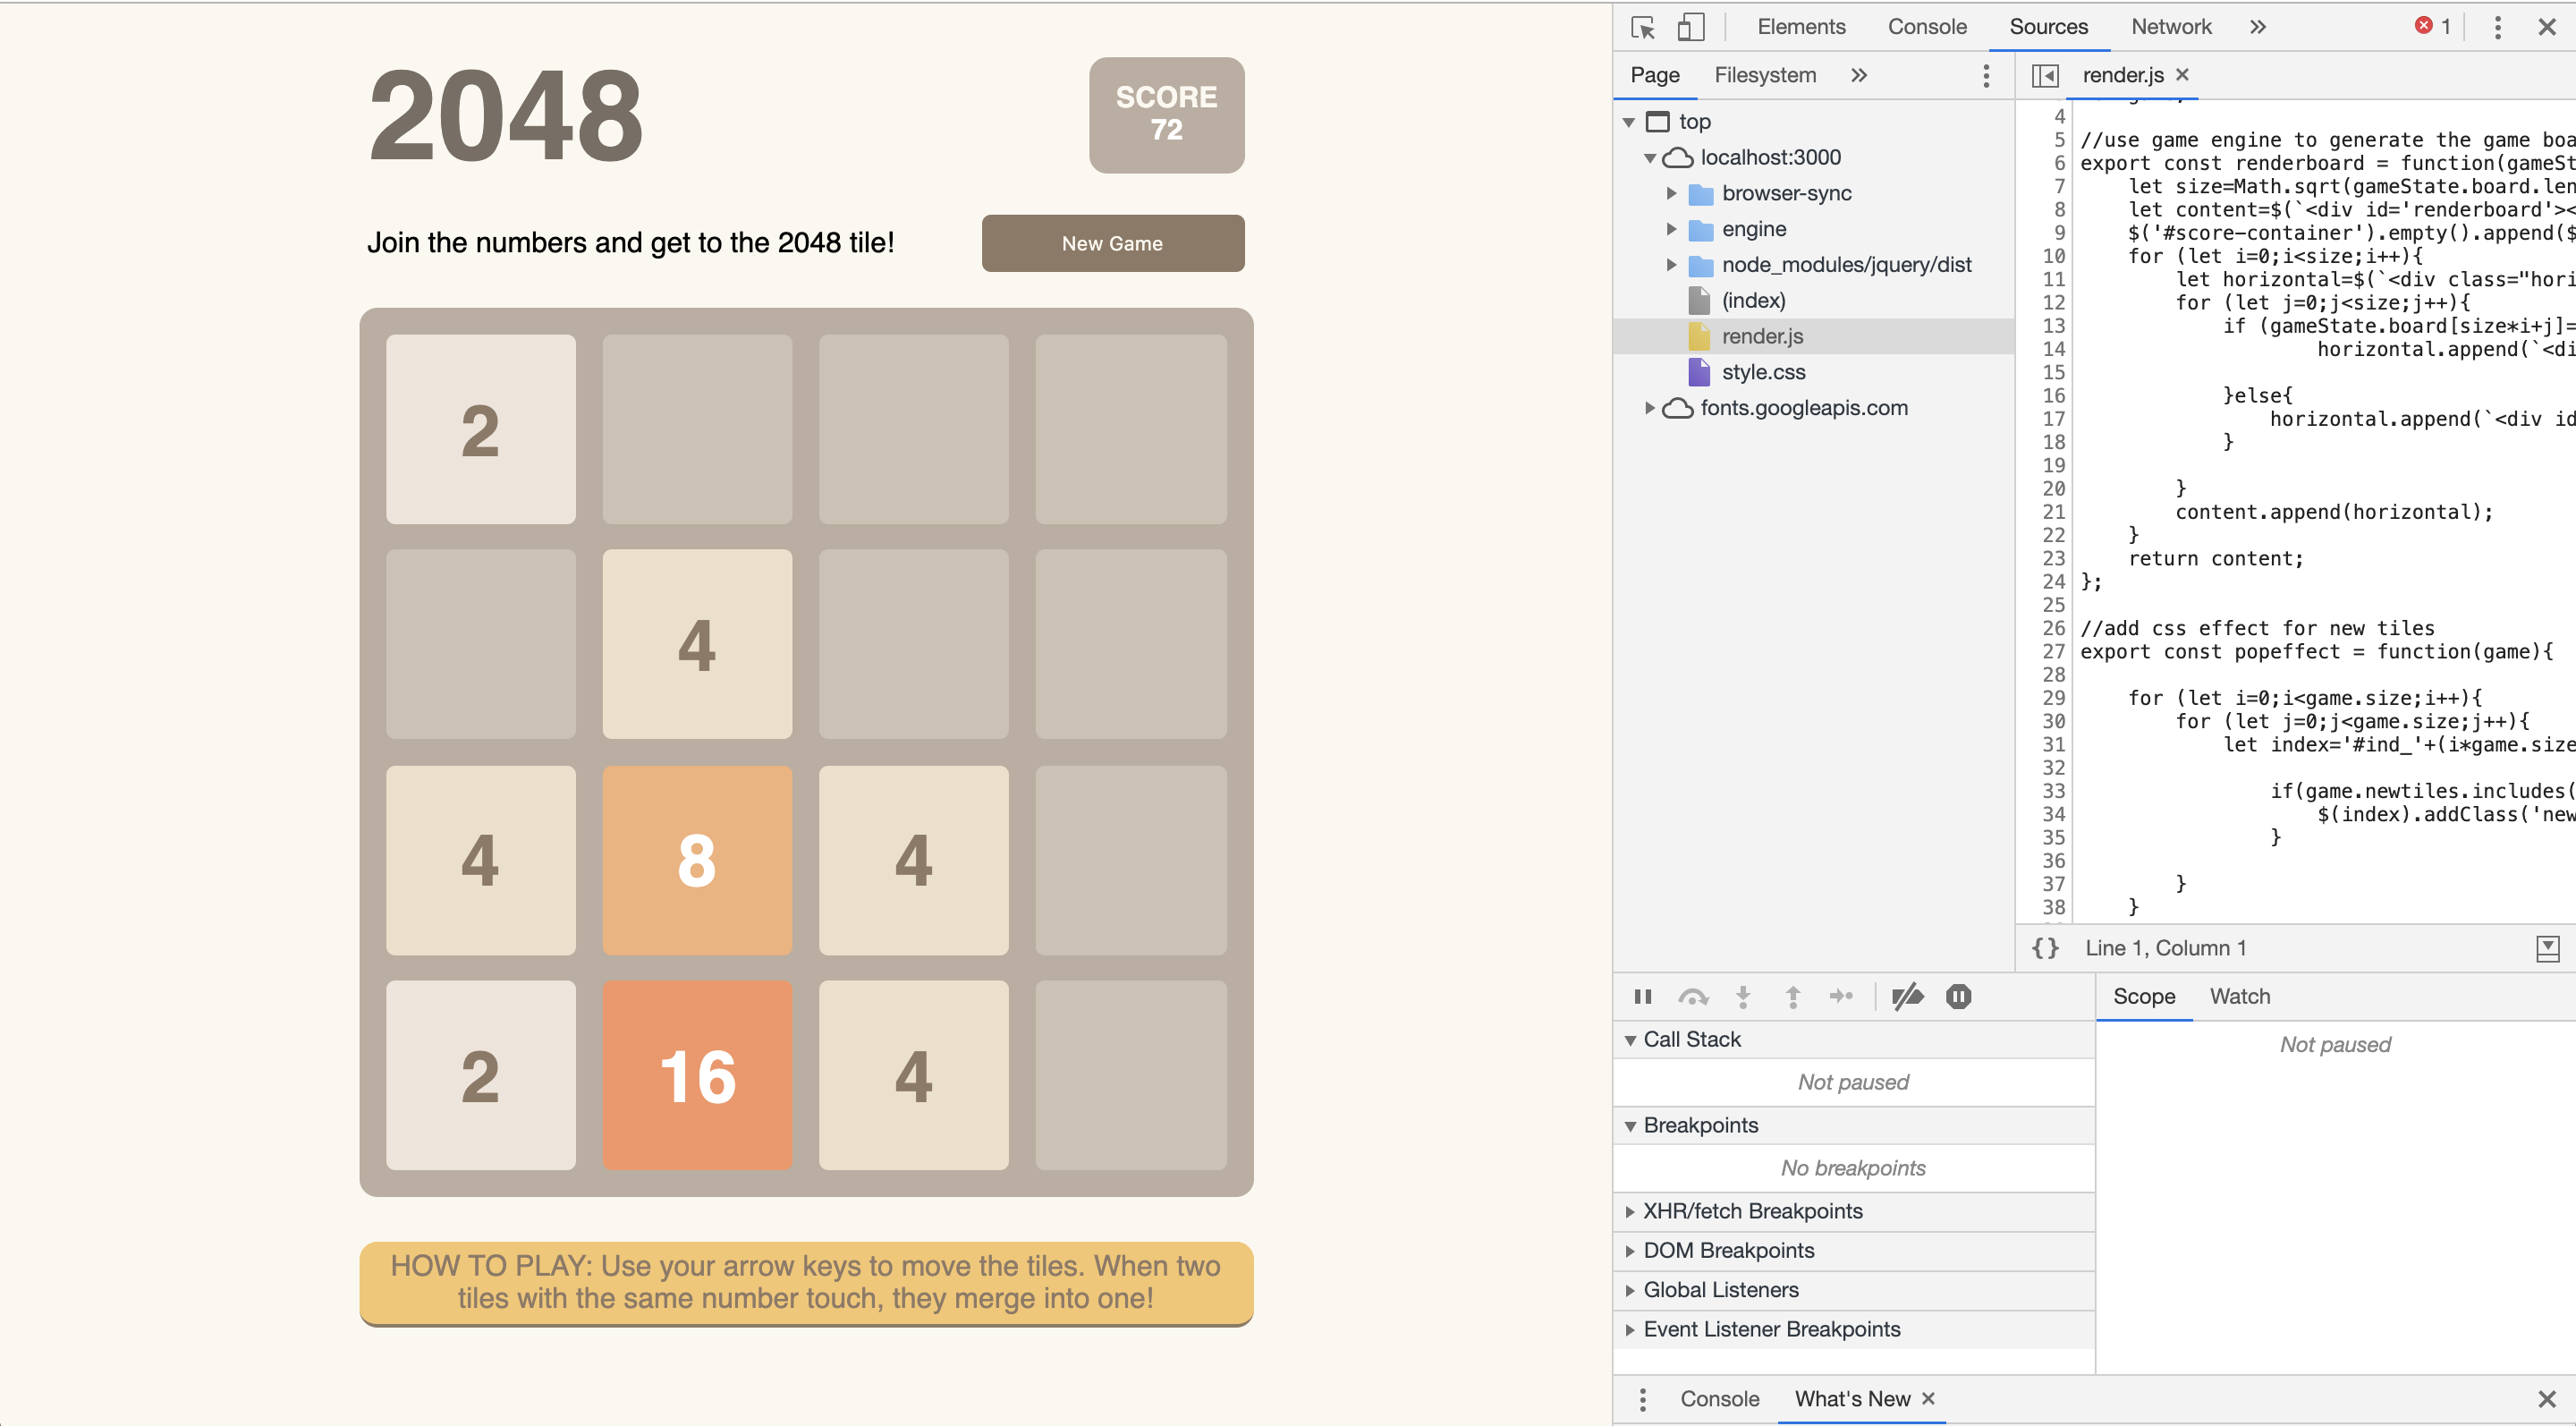 2048
SCORE
72
Join the numbers and get to the 2048 tile!
New Game
2
4
4 8 4
2 16 4
HOW TO PLAY: Use your arrow keys to move the tiles. When two
tiles with the same number touch, they merge into one!
Elements Console Sources Network » 1
Page Filesystem »
top
localhost:3000
browser-sync
engine
node_modules/jquery/dist
(index)
render.js
style.css
fonts.googleapis.com
render.js
4
5 //use game engine to generate the game boa
6 export const renderboard = function(gameSt
7 let size=Math.sqrt(gameState.board.len
8 let content=$(`<div id='renderboard'><
9 $('#score-container').empty().append($
10 for (let i=0;i<size;i++){
11 let horizontal=$(`<div class="hori
12 for (let j=0;j<size;j++){
13 if (gameState.board[size*i+j]=
14 horizontal.append(`<di
15
16 }else{
17 horizontal.append(`<div id
18 }
19
20 }
21 content.append(horizontal);
22 }
23 return content;
24 };
25
26 //add css effect for new tiles
27 export const popeffect = function(game){
28
29 for (let i=0;i<game.size;i++){
30 for (let j=0;j<game.size;j++){
31 let index='#ind_'+(i*game.size
32
33 if(game.newtiles.includes(
34 $(index).addClass('new
35 }
36
37 }
38 }
{} Line 1, Column 1
Call Stack
Not paused
Breakpoints
No breakpoints
XHR/fetch Breakpoints
DOM Breakpoints
Global Listeners
Event Listener Breakpoints
Scope Watch
Not paused
Console What's New